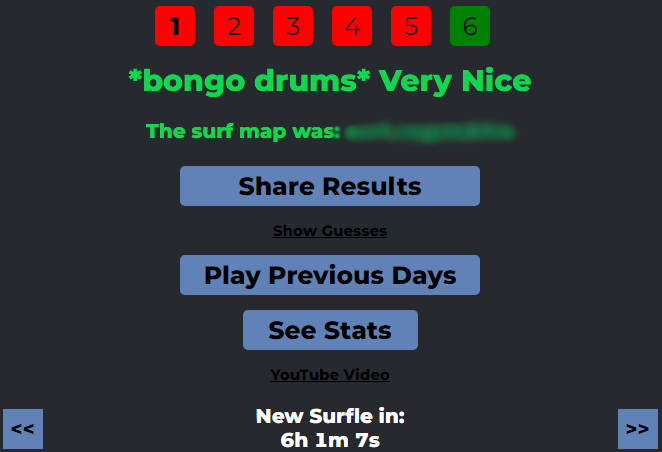 1 2 3 4 5 6
*bongo drums* Very Nice
The surf map was:
Share Results
Show Guesses
Play Previous Days
See Stats
YouTube Video
New Surfle in:
<< 6h 1m 7s >>